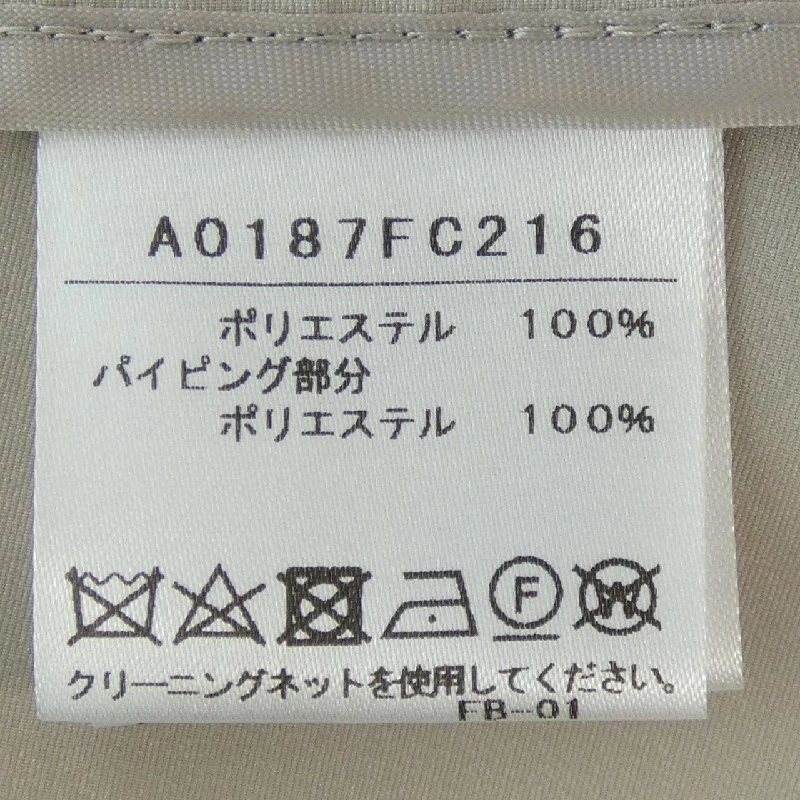 A0187FC216
ポリエステル 100%
パイピング部分
ポリエステル 100%
F W
クリーニングネットを使用してください。
FB-01